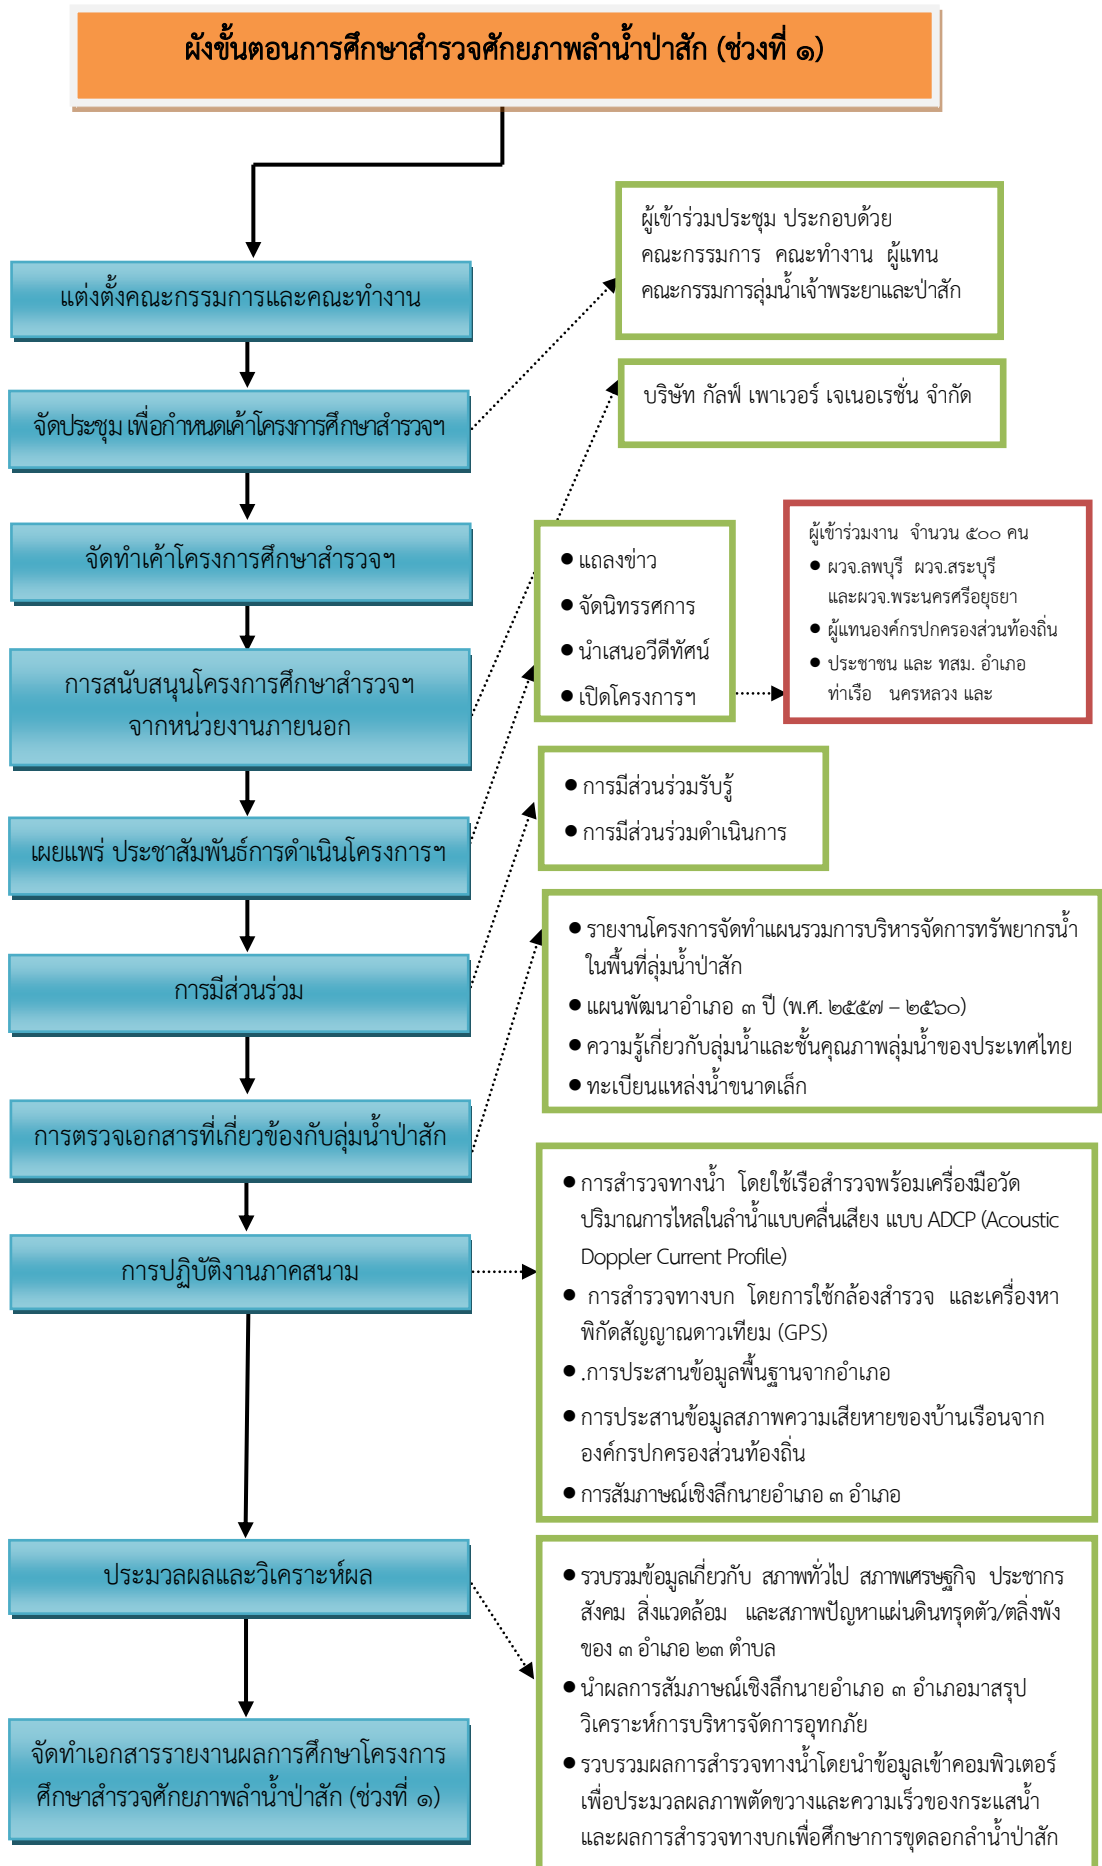 ผังขั้นตอนการศึกษาสำรวจศักยภาพลำน้ำป่าสัก (ช่วงที่ ๑)
แต่งตั้งคณะกรรมการและคณะทำงาน
ผู้เข้าร่วมประชุม ประกอบด้วย
คณะกรรมการ คณะทำงาน ผู้แทน
คณะกรรมการลุ่มน้ำเจ้าพระยาและป่าสัก
จัดประชุม เพื่อกำหนดเค้าโครงการศึกษาสำรวจฯ
บริษัท กัลฟ์ เพาเวอร์ เจเนอเรชั่น จำกัด
จัดทำเค้าโครงการศึกษาสำรวจฯ
● แถลงข่าว
● จัดนิทรรศการ
● นำเสนอวีดีทัศน์
● เปิดโครงการฯ
ผู้เข้าร่วมงาน จำนวน ๕๐๐ คน
● ผวจ.ลพบุรี ผวจ.สระบุรี
และผวจ.พระนครศรีอยุธยา
● ผู้แทนองค์กรปกครองส่วนท้องถิ่น
● ประชาชน และ ทสม. อำเภอ
ท่าเรือ นครหลวง และ
การสนับสนุนโครงการศึกษาสำรวจฯ
จากหน่วยงานภายนอก
เผยแพร่ ประชาสัมพันธ์การดำเนินโครงการฯ
● การมีส่วนร่วมรับรู้
● การมีส่วนร่วมดำเนินการ
การมีส่วนร่วม
● รายงานโครงการจัดทำแผนรวมการบริหารจัดการทรัพยากรน้ำ
ในพื้นที่ลุ่มน้ำป่าสัก
● แผนพัฒนาอำเภอ ๓ ปี (พ.ศ. ๒๕๕๗ – ๒๕๖๐)
● ความรู้เกี่ยวกับลุ่มน้ำและชั้นคุณภาพลุ่มน้ำของประเทศไทย
● ทะเบียนแหล่งน้ำขนาดเล็ก
การตรวจเอกสารที่เกี่ยวข้องกับลุ่มน้ำป่าสัก
การปฏิบัติงานภาคสนาม
● การสำรวจทางน้ำ โดยใช้เรือสำรวจพร้อมเครื่องมือวัด
ปริมาณการไหลในลำน้ำแบบคลื่นเสียง แบบ ADCP (Acoustic
Doppler Current Profile)
● การสำรวจทางบก โดยการใช้กล้องสำรวจ และเครื่องหา
พิกัดสัญญาณดาวเทียม (GPS)
● .การประสานข้อมูลพื้นฐานจากอำเภอ
● การประสานข้อมูลสภาพความเสียหายของบ้านเรือนจาก
องค์กรปกครองส่วนท้องถิ่น
● การสัมภาษณ์เชิงลึกนายอำเภอ ๓ อำเภอ
ประมวลผลและวิเคราะห์ผล
● รวบรวมข้อมูลเกี่ยวกับ สภาพทั่วไป สภาพเศรษฐกิจ ประชากร
สังคม สิ่งแวดล้อม และสภาพปัญหาแผ่นดินทรุดตัว/ตลิ่งพัง
ของ ๓ อำเภอ ๒๓ ตำบล
● นำผลการสัมภาษณ์เชิงลึกนายอำเภอ ๓ อำเภอมาสรุป
วิเคราะห์การบริหารจัดการอุทกภัย
● รวบรวมผลการสำรวจทางน้ำโดยนำข้อมูลเข้าคอมพิวเตอร์
เพื่อประมวลผลภาพตัดขวางและความเร็วของกระแสน้ำ
และผลการสำรวจทางบกเพื่อศึกษาการขุดลอกลำน้ำป่าสัก
จัดทำเอกสารรายงานผลการศึกษาโครงการ
ศึกษาสำรวจศักยภาพลำน้ำป่าสัก (ช่วงที่ ๑)